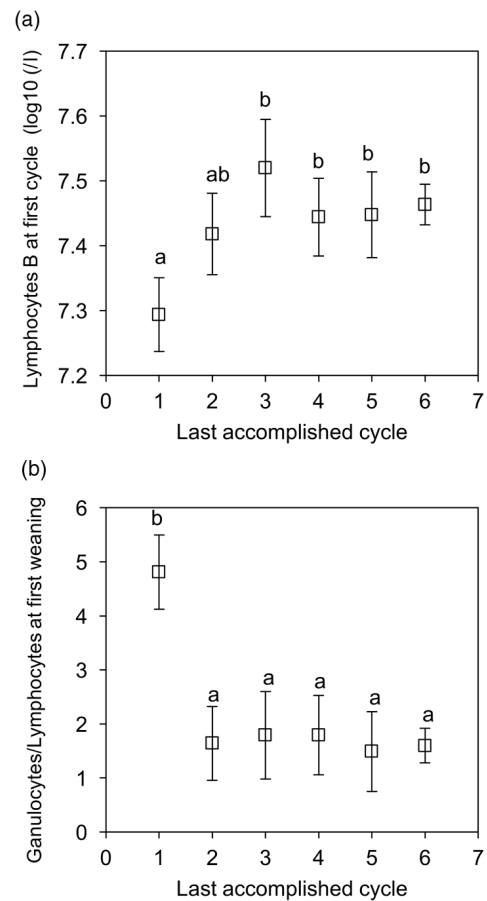 (a)
Lymphocytes B at first cycle (log10 (/l)
7.7
7.6
7.5
7.4
7.3
7.2
a
ab
b
b
b
b
0 1 2 3 4 5 6 7
Last accomplished cycle
(b)
Ganulocytes/Lymphocytes at first weaning
6
5
4
3
2
1
0
b
a
a
a
a
a
0 1 2 3 4 5 6 7
Last accomplished cycle